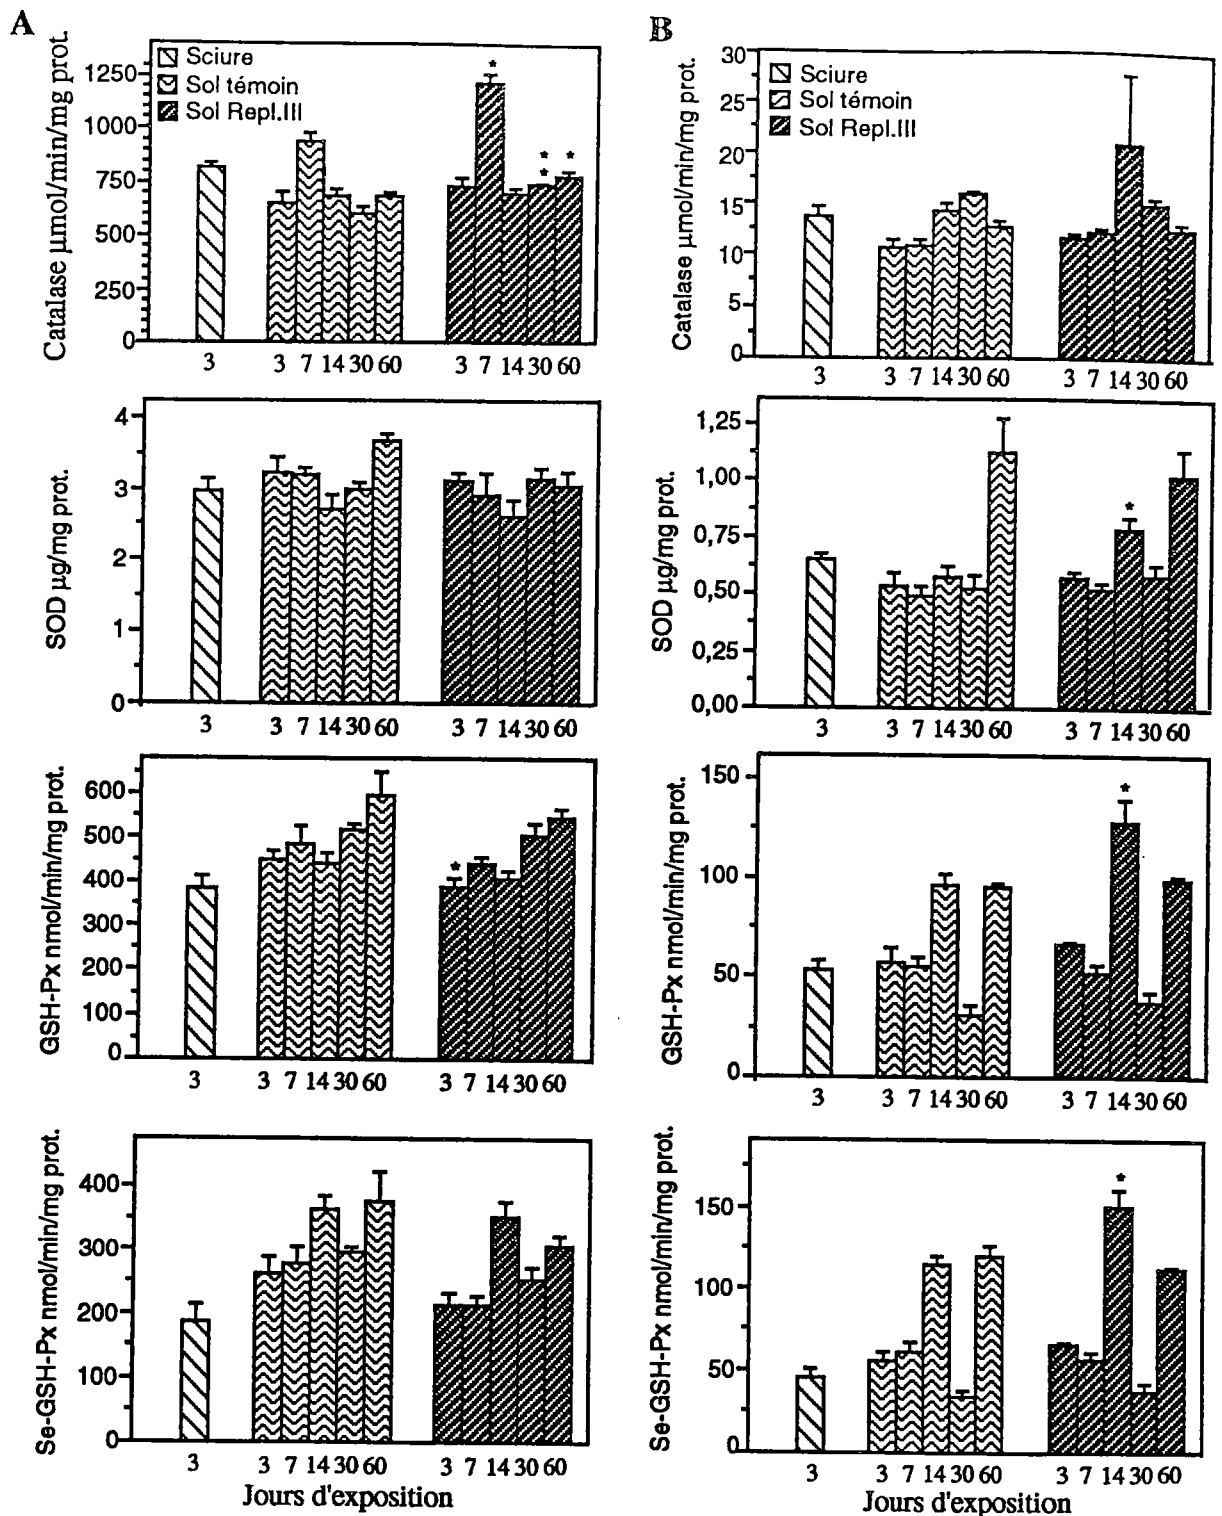 A
Catalase µmol/min/mg prot.
Sciure
Sol témoin
Sol Repl.III
1250
1000
750
500
250
0
*
*
*
*
3
3 7 14 30 60
3 7 14 30 60
B
Catalase µmol/min/mg prot.
Sciure
Sol témoin
Sol Repl.III
30
25
20
15
10
5
0
3
3 7 14 30 60
3 7 14 30 60
SOD µg/mg prot.
4
3
2
1
0
3
3 7 14 30 60
3 7 14 30 60
SOD µg/mg prot.
1,25
1,00
0,75
0,50
0,25
0,00
*
3
3 7 14 30 60
3 7 14 30 60
GSH-Px nmol/min/mg prot.
600
500
400
300
200
100
0
*
3
3 7 14 30 60
3 7 14 30 60
GSH-Px nmol/min/mg prot.
150
100
50
0
*
3
3 7 14 30 60
3 7 14 30 60
Se-GSH-Px nmol/min/mg prot.
400
300
200
100
0
3
3 7 14 30 60
3 7 14 30 60
Jours d'exposition
Se-GSH-Px nmol/min/mg prot.
150
100
50
0
*
3
3 7 14 30 60
3 7 14 30 60
Jours d'exposition